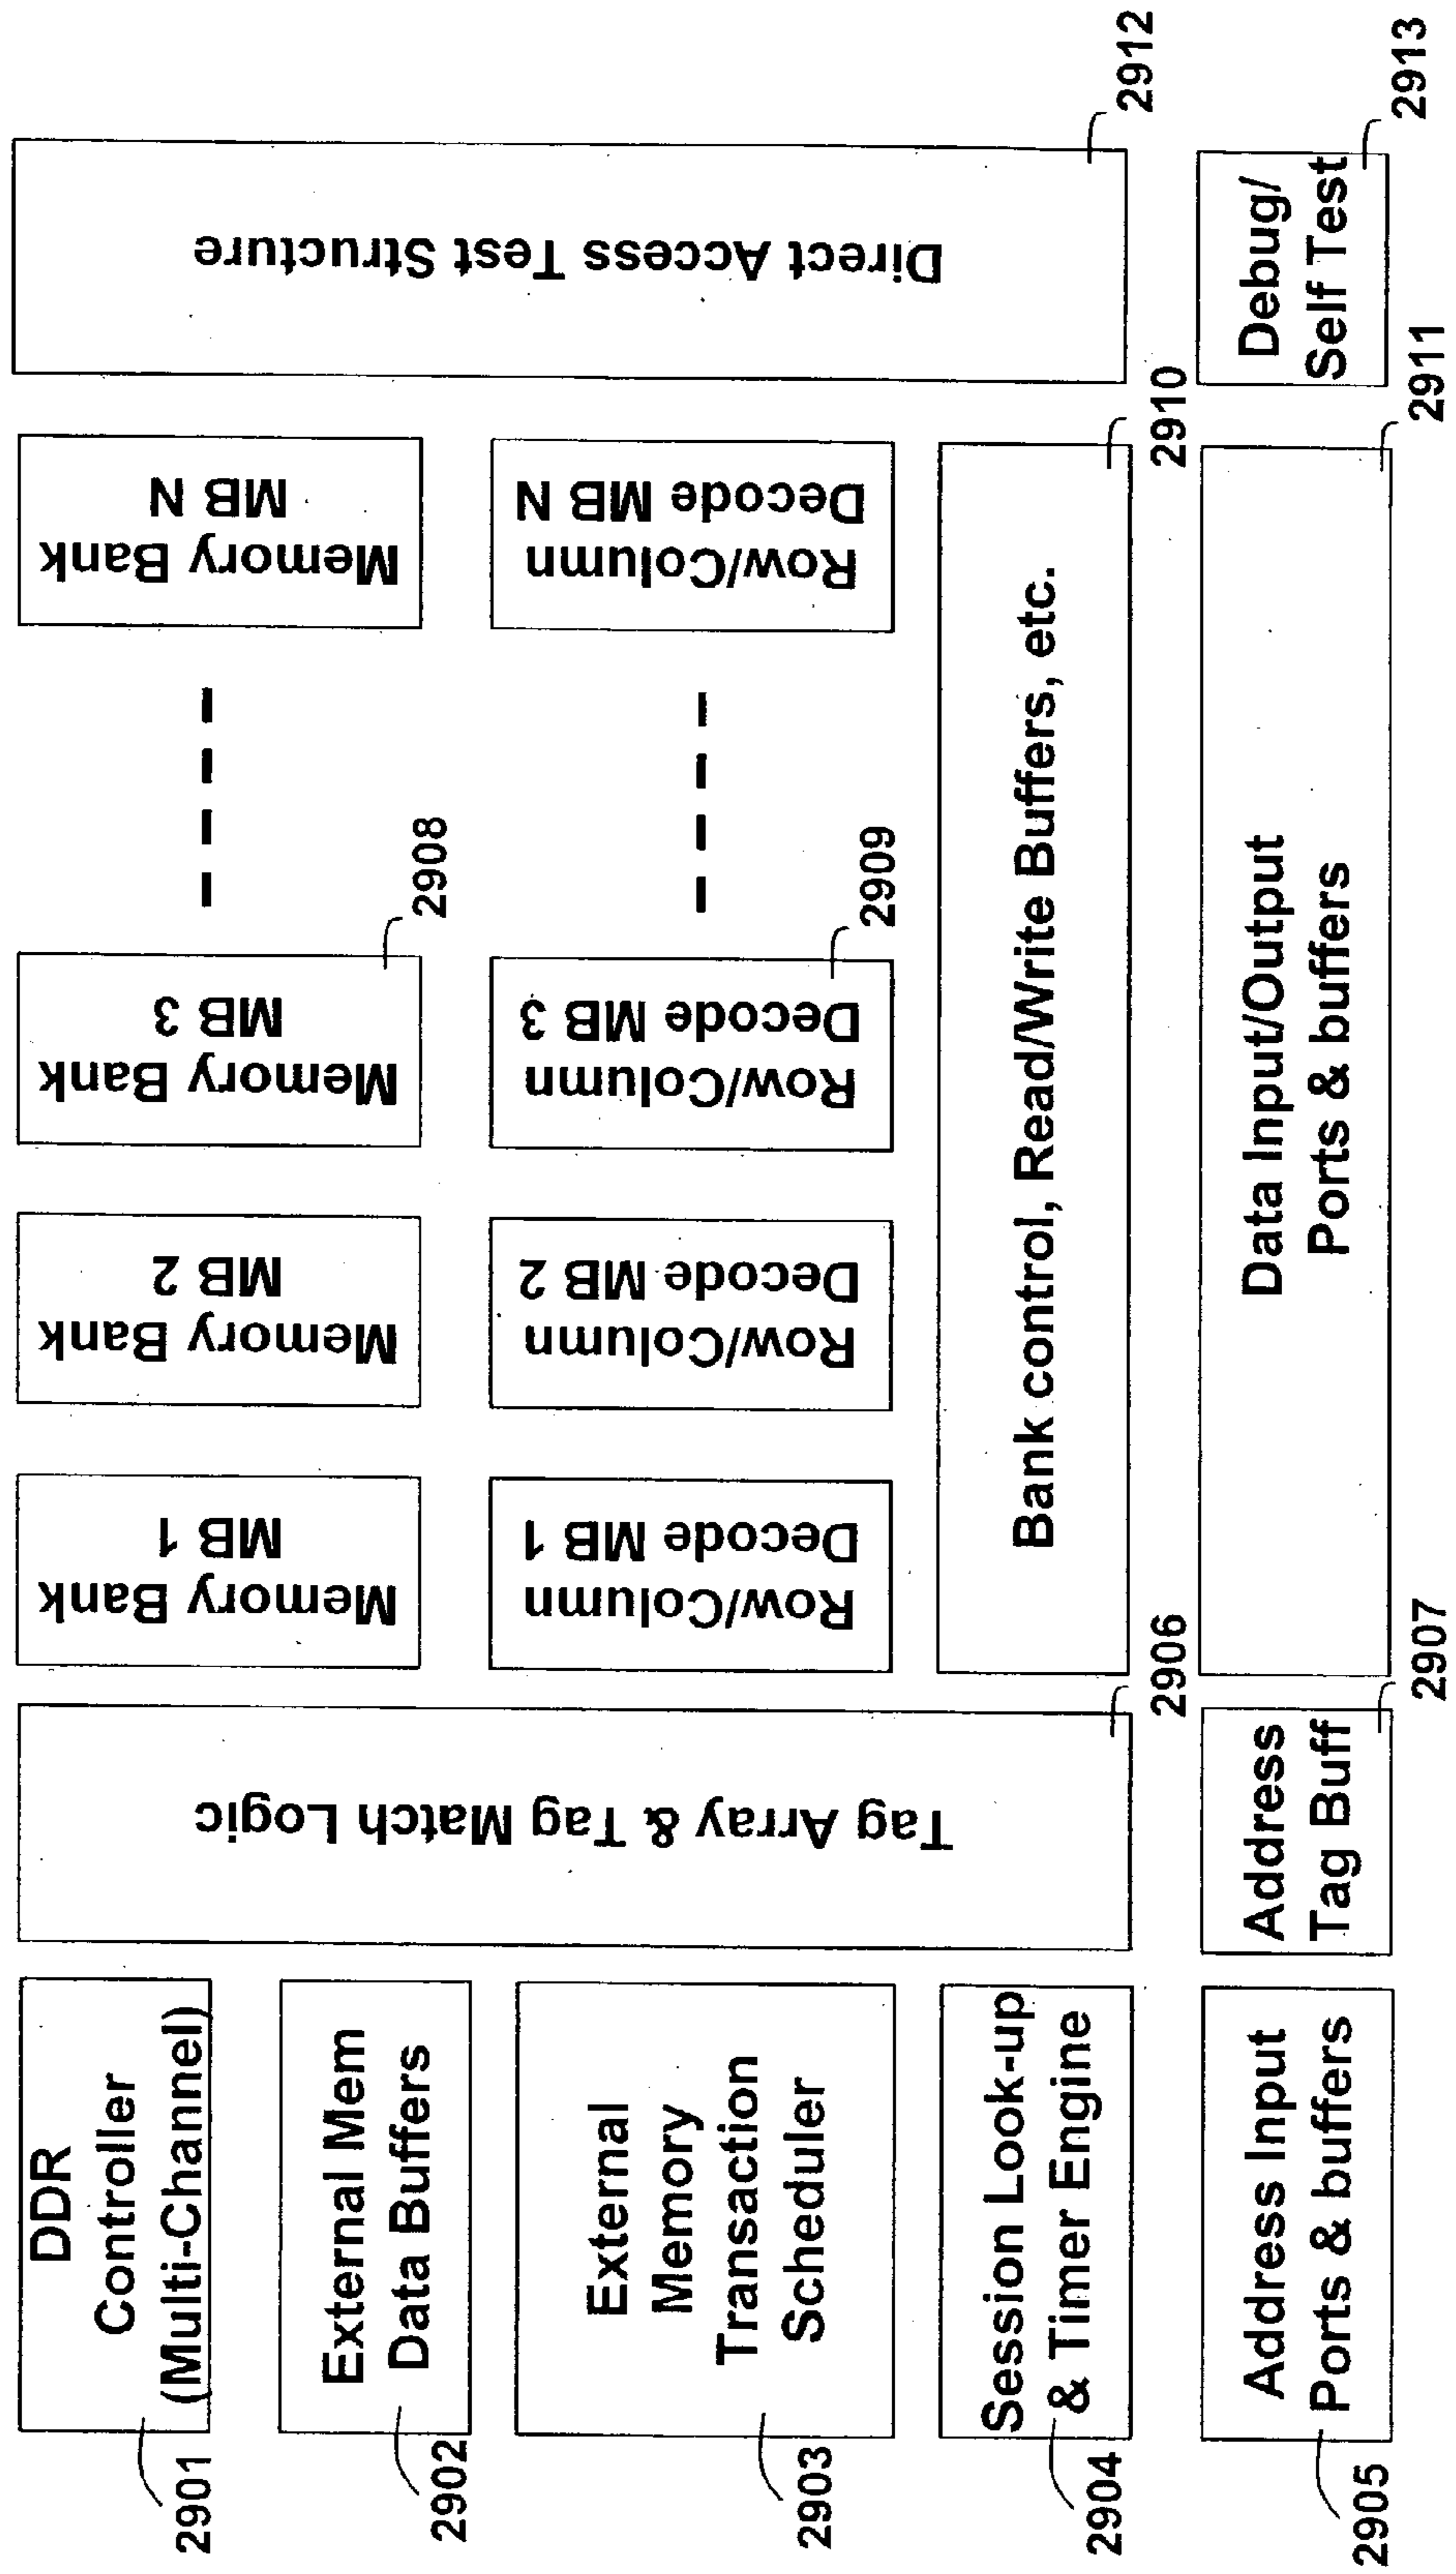 DDR
Controller
(Multi-Channel)
2901
External Mem
Data Buffers
2902
External
Memory
Transaction
Scheduler
2903
Session Look-up
& Timer Engine
2904
Address Input
Ports & buffers
2905
Tag Array & Tag Match Logic
2906
Address
Tag Buff
2907
Memory Bank
MB 1
Memory Bank
MB 2
Memory Bank
MB 3
2908
Memory Bank
MB N
Row/Column
Decode MB 1
Row/Column
Decode MB 2
Row/Column
Decode MB 3
2909
Row/Column
Decode MB N
Bank control, Read/Write Buffers, etc.
2910
Data Input/Output
Ports & buffers
2911
Direct Access Test Structure
2912
Debug/
Self Test
2913